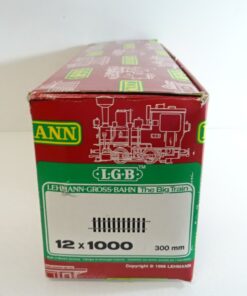 ANN
L·G·B
LEHMANN-GROSS-BAHN The Big Train
12 x 1000
300 mm
Copyright © 1986 LEHMANN